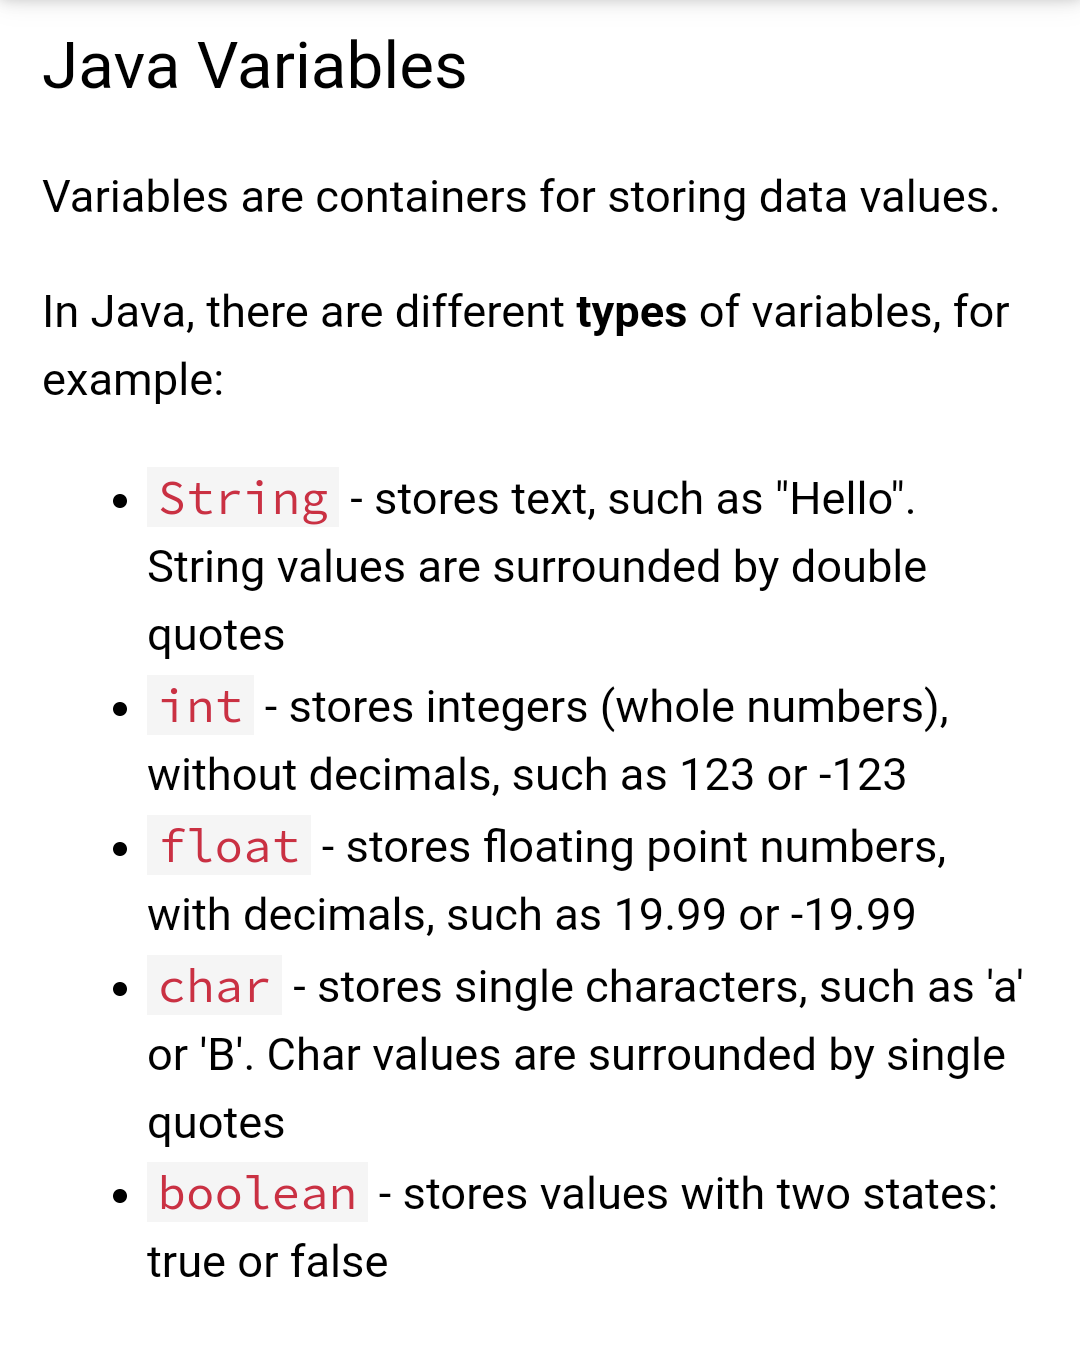 Java Variables
Variables are containers for storing data values.
In Java, there are different types of variables, for
example:
String - stores text, such as "Hello".
String values are surrounded by double
quotes
int - stores integers (whole numbers),
without decimals, such as 123 or -123
float - stores floating point numbers,
with decimals, such as 19.99 or -19.99
char - stores single characters, such as 'a'
or 'B'. Char values are surrounded by single
quotes
boolean - stores values with two states:
true or false